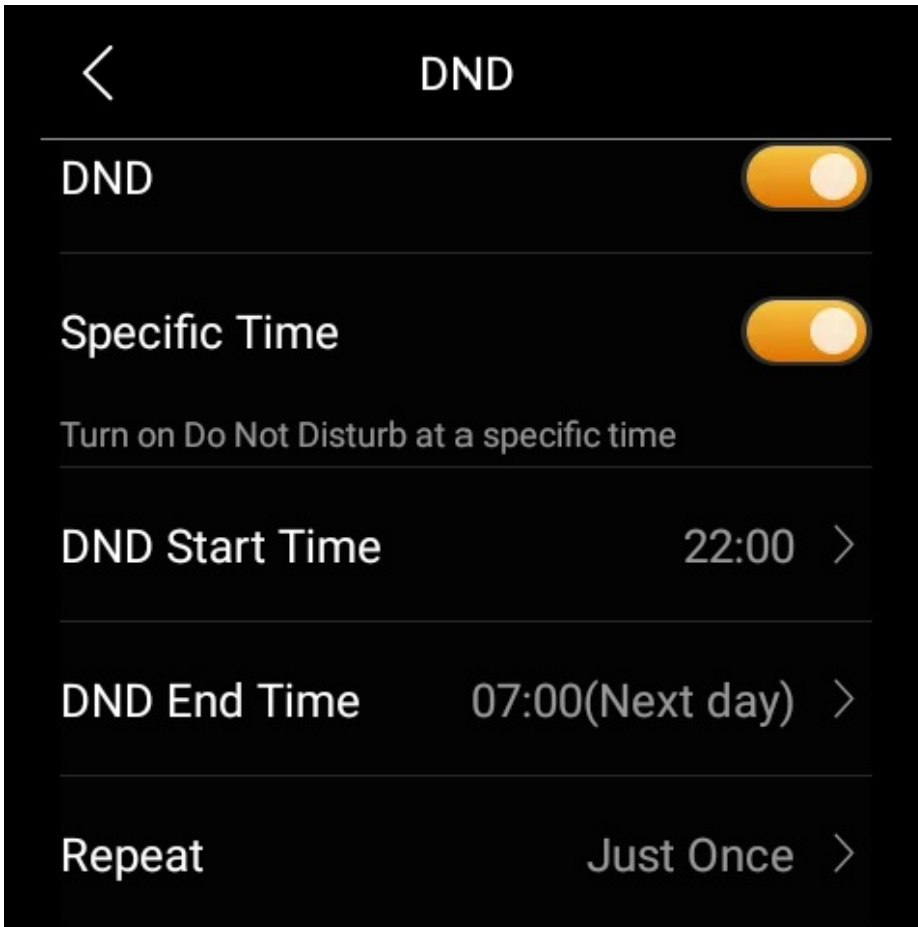 DND
DND
Specific Time
Turn on Do Not Disturb at a specific time
DND Start Time 22:00
DND End Time 07:00(Next day)
Repeat Just Once